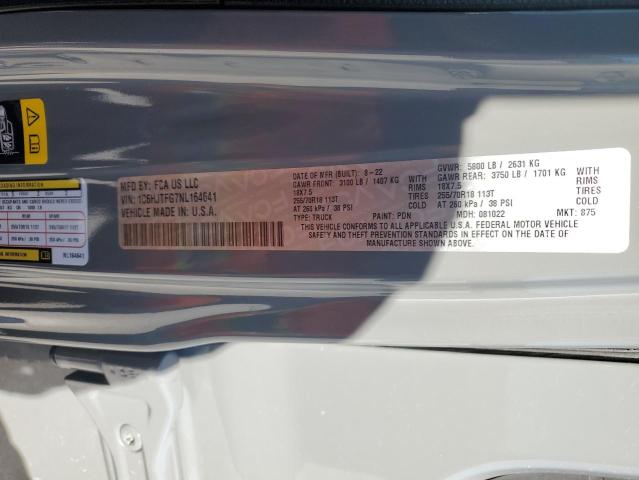 MFD BY: FCA US LLC
VIN: 1C6HJTFG7NL164641
VEHICLE MADE IN U.S.A.
DATE OF MFR (BUILT): 8-22
GVWR: 5800 LB / 2631 KG
GAWR FRONT: 3100 LB / 1407 KG WITH
GAWR REAR: 3750 LB / 1701 KG WITH
18X7.5 RIMS
18X7.5 RIMS
255/70R18 113T TIRES
255/70R18 113T TIRES
AT 260 kPa / 38 PSI COLD
AT 260 kPa / 38 PSI COLD
TYPE: TRUCK PAINT: PDN MDH: 081022 MKT: 875
THIS VEHICLE CONFORMS TO ALL APPLICABLE U.S.A. FEDERAL MOTOR VEHICLE
SAFETY AND THEFT PREVENTION STANDARDS IN EFFECT ON THE DATE OF
MANUFACTURE SHOWN ABOVE.
NL164641